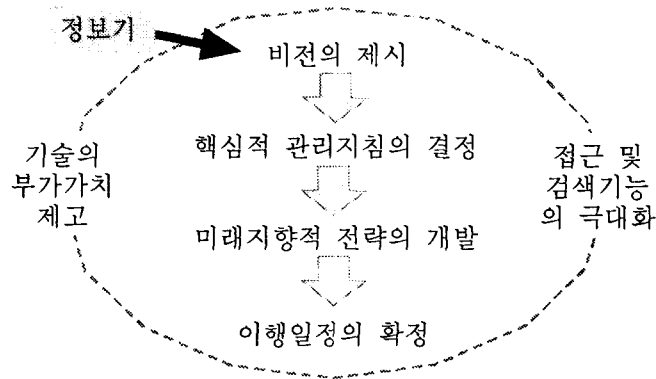 정보기
비전의 제시
핵심적 관리지침의 결정
기술의
부가가치
제고
접근 및
검색기능
의 극대화
미래지향적 전략의 개발
이행일정의 확정